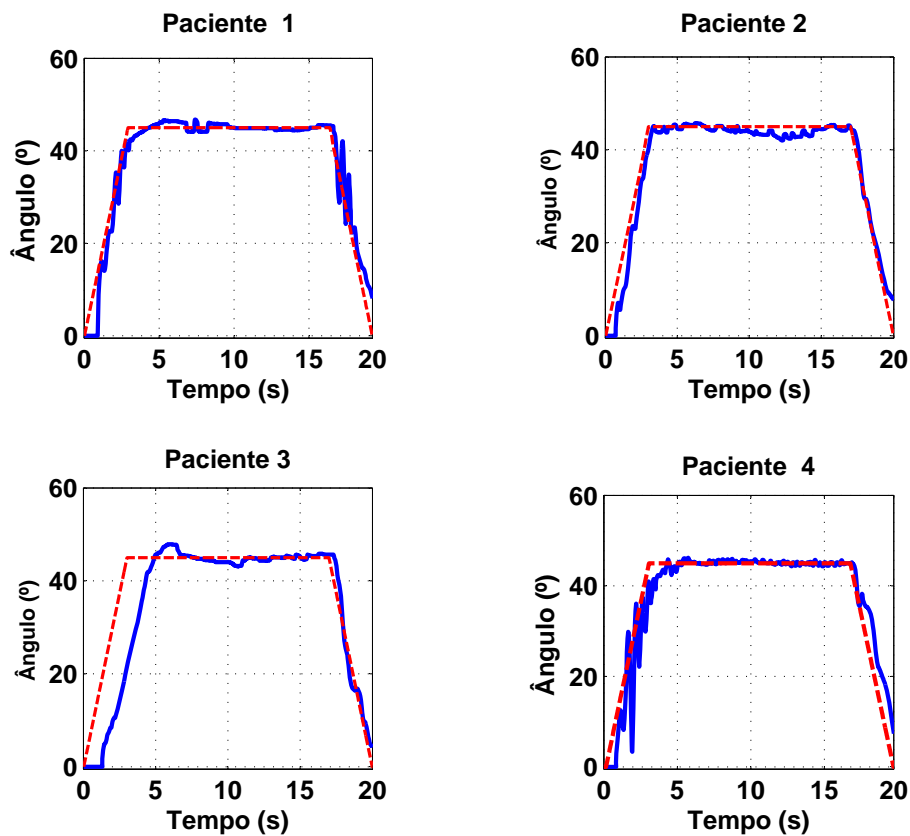 Paciente 1
60
40
20
0
Ângulo (º)
0 5 10 15 20
Tempo (s)
Paciente 2
60
40
20
0
Ângulo (º)
0 5 10 15 20
Tempo (s)
Paciente 3
60
40
20
0
Ângulo (º)
0 5 10 15 20
Tempo (s)
Paciente 4
60
40
20
0
Ângulo (º)
0 5 10 15 20
Tempo (s)